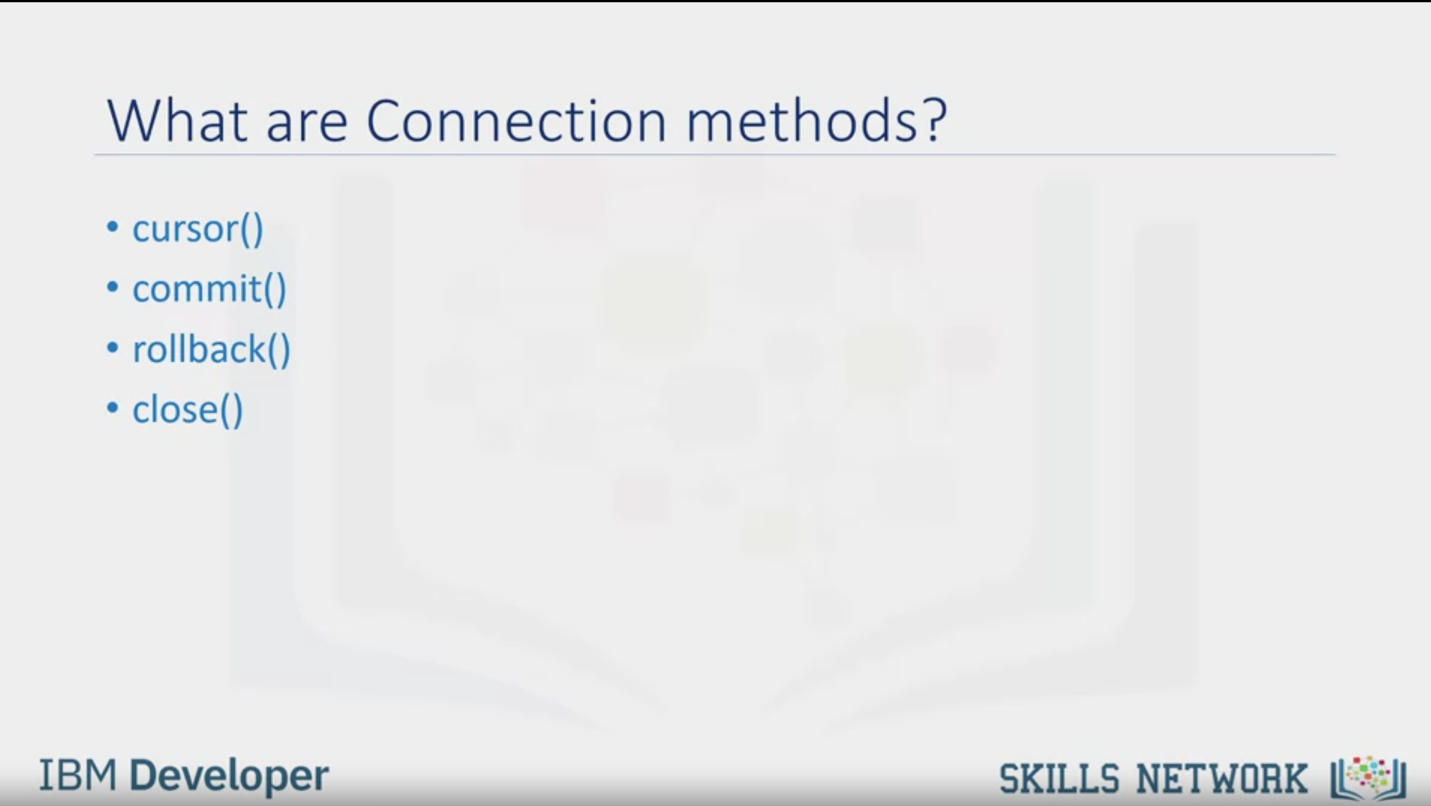 What are Connection methods?
• cursor()
• commit()
• rollback()
• close()
IBM Developer
SKILLS NETWORK